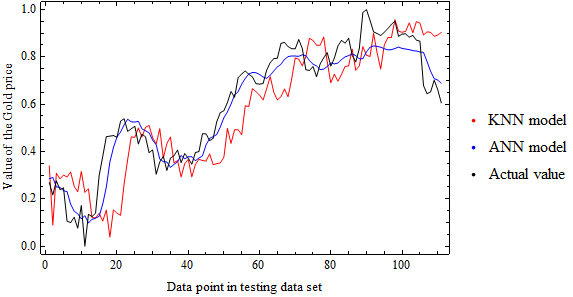 Value of the Gold price
1.0
0.8
0.6
0.4
0.2
0.0
0 20 40 60 80 100
Data point in testing data set
KNN model
ANN model
Actual value